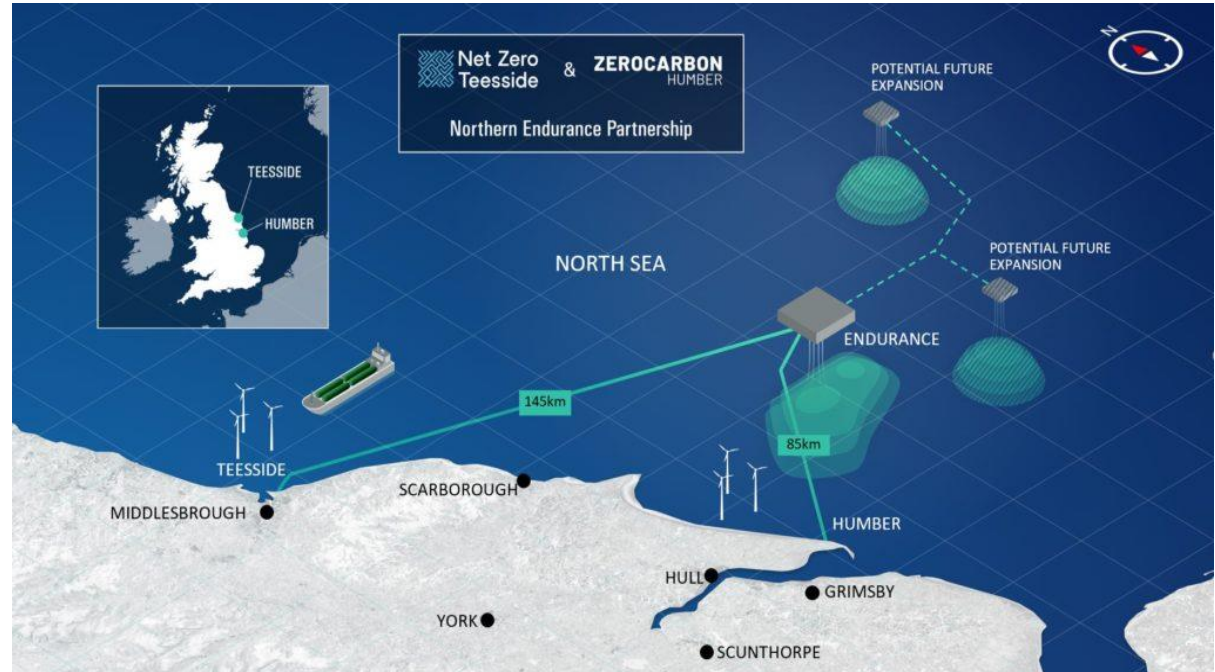 Net Zero
Teesside
&
ZEROCARBON
HUMBER
Northern Endurance Partnership
N
POTENTIAL FUTURE
EXPANSION
TEESSIDE
HUMBER
NORTH SEA
POTENTIAL FUTURE
EXPANSION
ENDURANCE
145km
85km
TEESSIDE
SCARBOROUGH
MIDDLESBROUGH
HUMBER
HULL
GRIMSBY
YORK
SCUNTHORPE